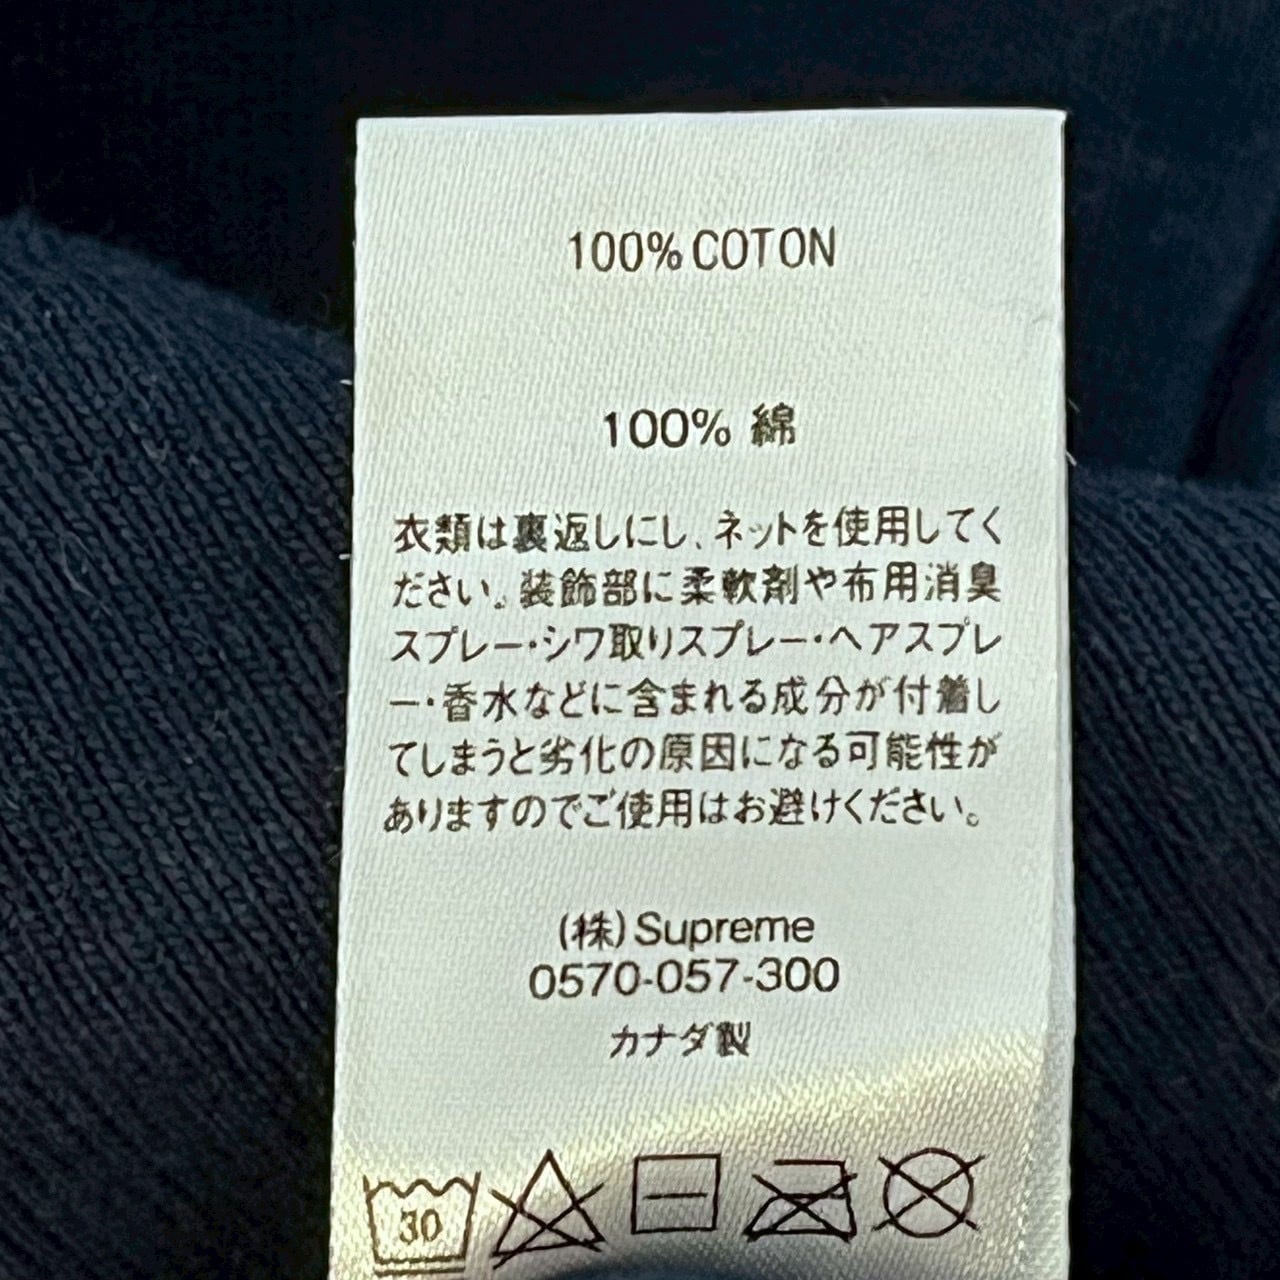 100% COTON
100% 綿
衣類は裏返しにし、ネットを使用してく
ださい。装飾部に柔軟剤や布用消臭
スプレー・シワ取りスプレー・ヘアスプレ
ー・香水などに含まれる成分が付着し
てしまうと劣化の原因になる可能性が
ありますのでご使用はお避けください。
(株)Supreme
0570-057-300
カナダ製
30